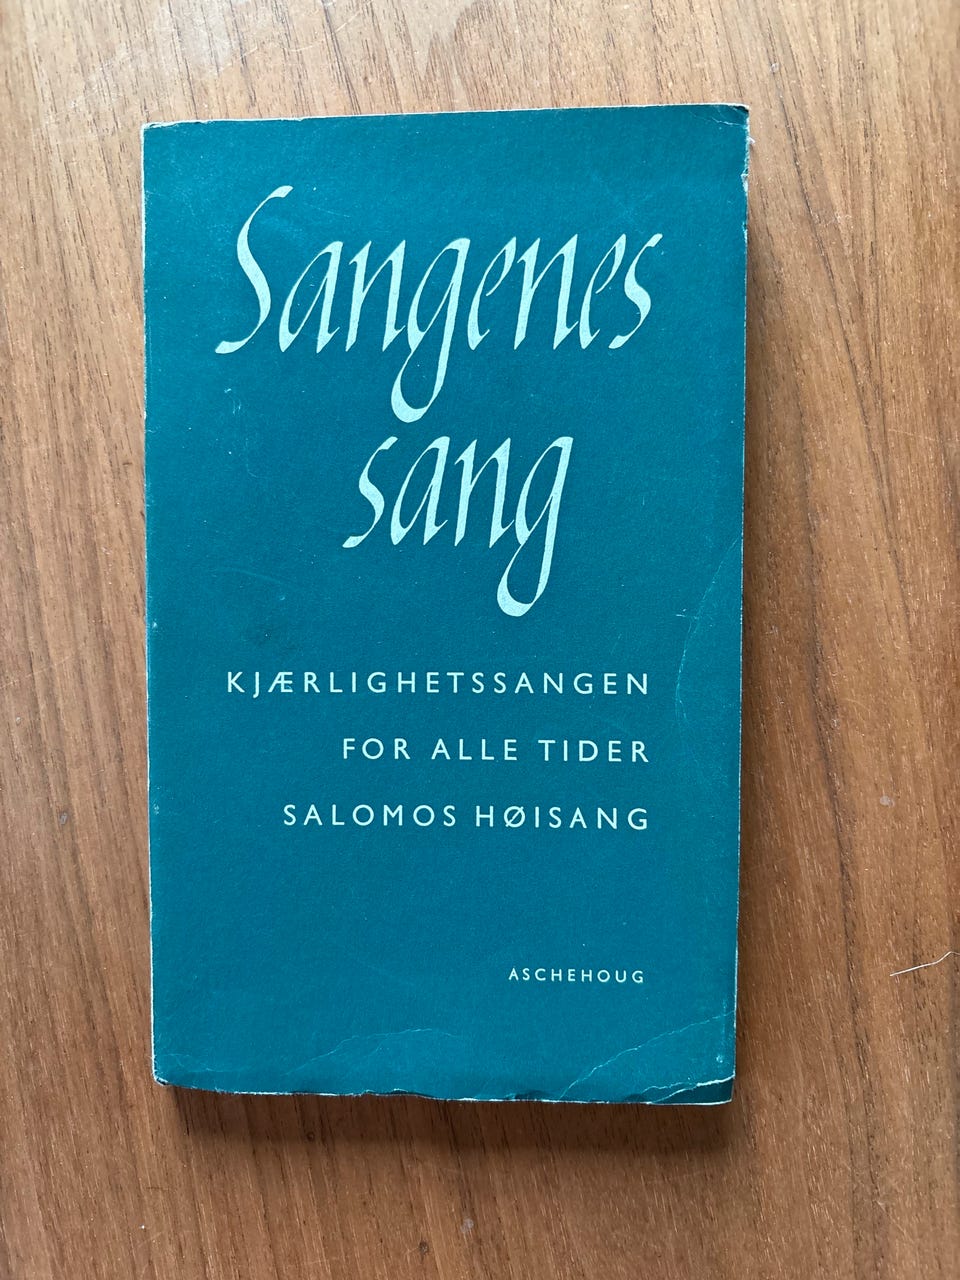 Sangenes
sang
KJÆRLIGHETSSANGEN
FOR ALLE TIDER
SALOMOS HØISANG
ASCHEHOUG